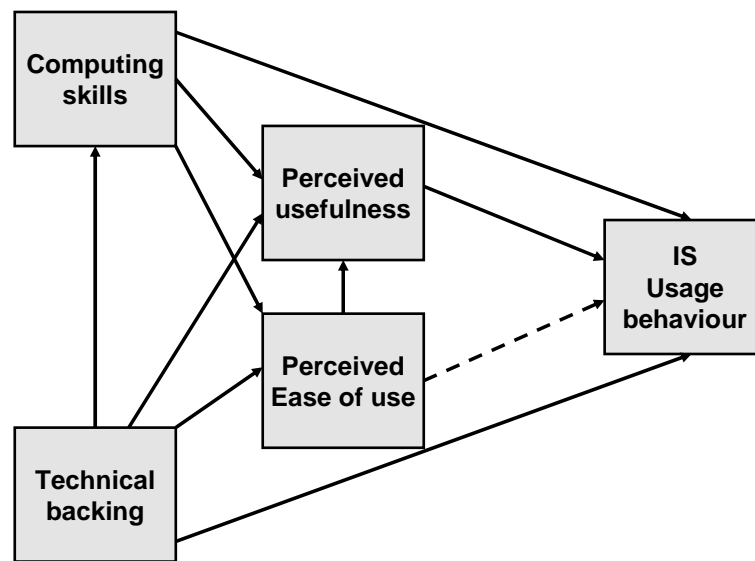 Computing
skills
Perceived
usefulness
IS
Usage
behaviour
Perceived
Ease of use
Technical
backing